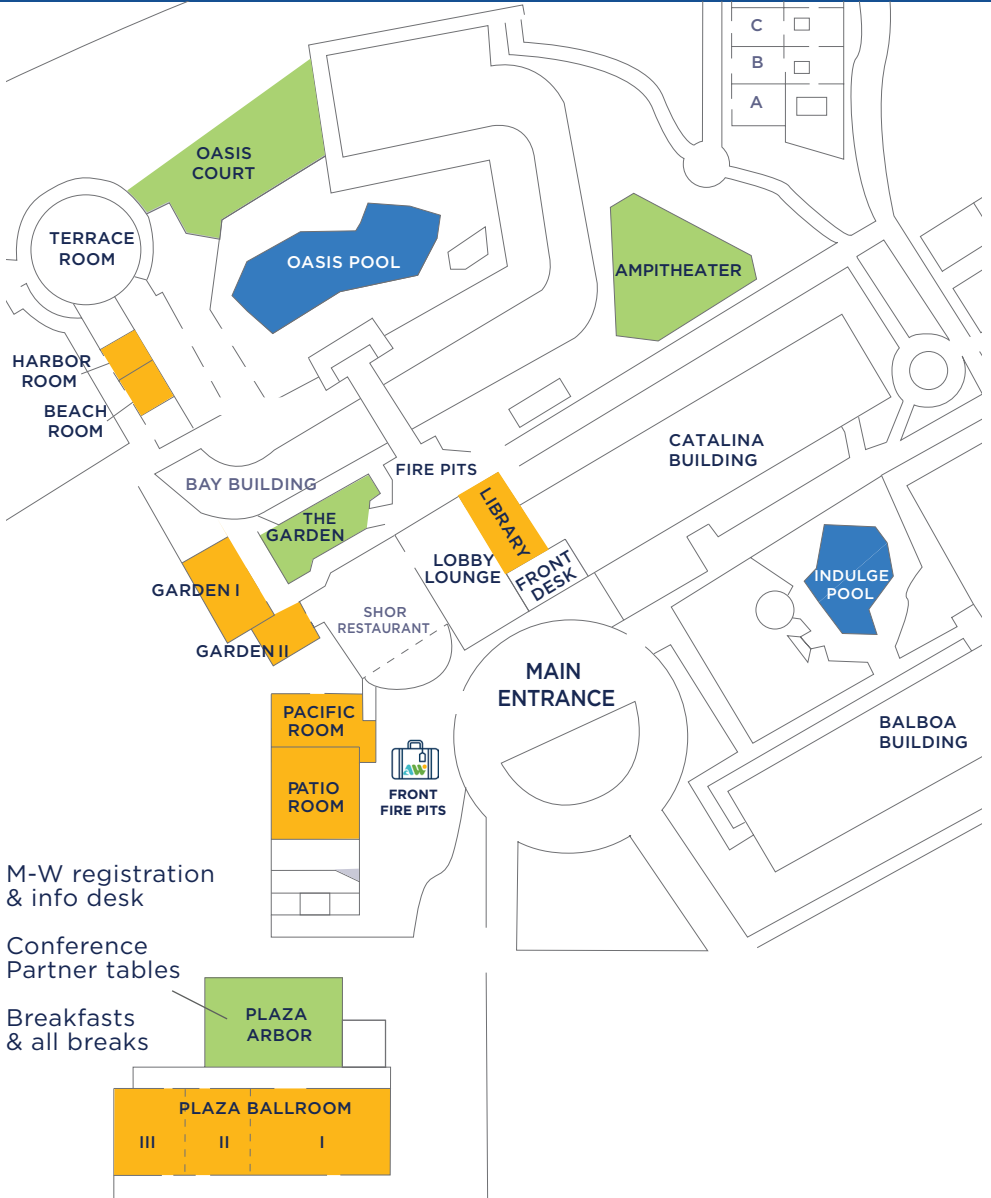 C
B
A
OASIS
COURT
TERRACE
ROOM
OASIS POOL
AMPITHEATER
HARBOR
ROOM
BEACH
ROOM
CATALINA
BUILDING
FIRE PITS
BAY BUILDING
LIBRARY
THE
GARDEN
LOBBY
LOUNGE
FRONT
DESK
INDULGE
POOL
GARDEN I
SHOR
RESTAURANT
GARDEN II
MAIN
ENTRANCE
PACIFIC
ROOM
BALBOA
BUILDING
AW
PATIO
ROOM
FRONT
FIRE PITS
M-W registration
& info desk
Conference
Partner tables
Breakfasts
& all breaks
PLAZA
ARBOR
PLAZA BALLROOM
III
II
I